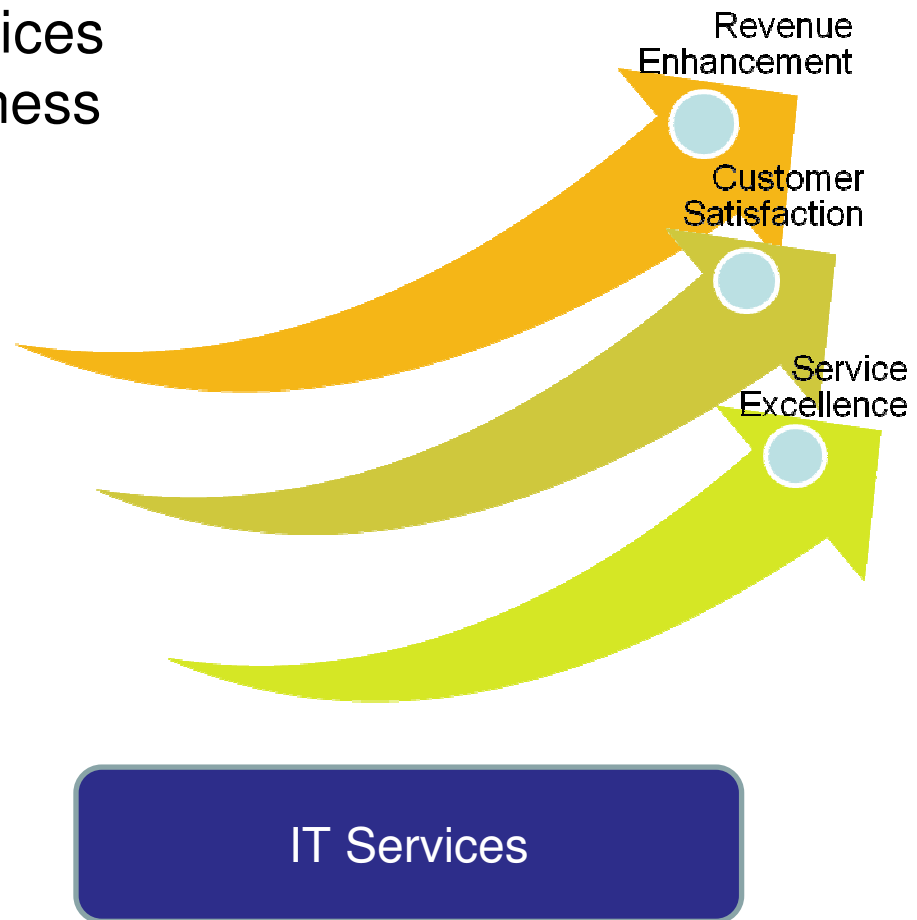 ices
ness
Revenue
Enhancement
Customer
Satisfaction
Service
Excellence
IT Services